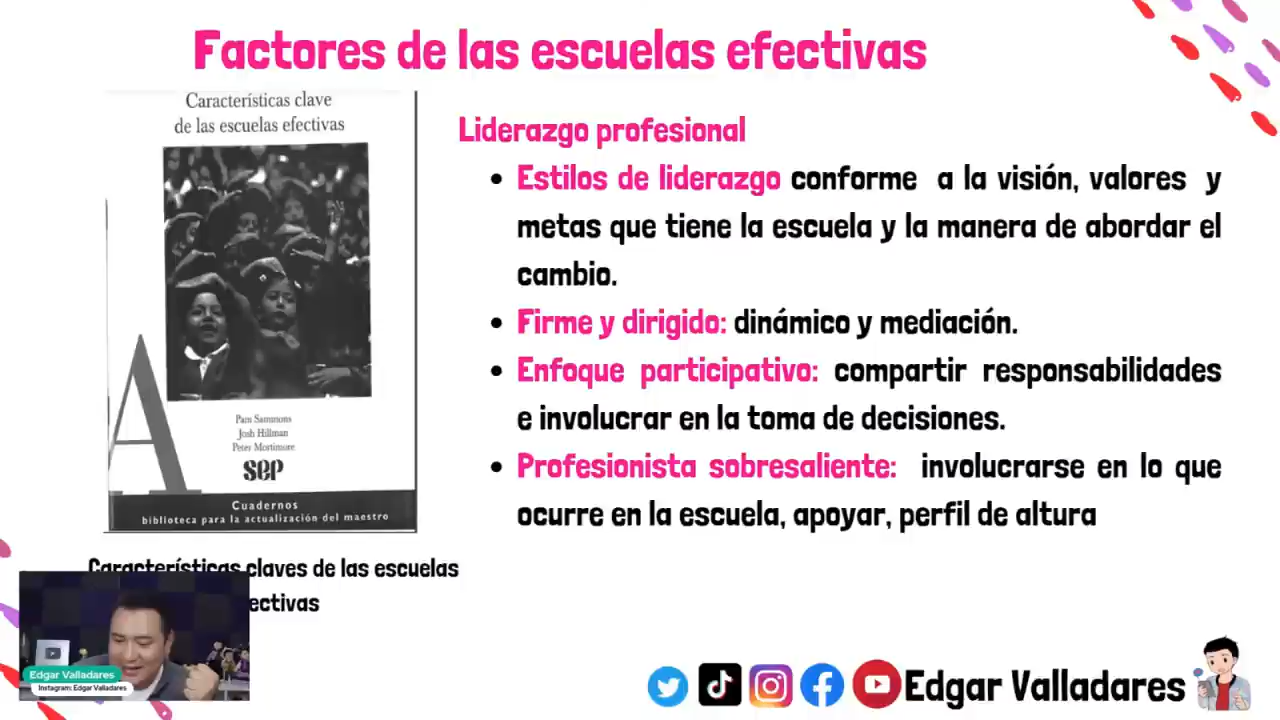 Factores de las escuelas efectivas
Características clave
de las escuelas efectivas
Pam Sammons
Josh Hillman
Peter Mortimore
sep
Cuadernos
biblioteca para la actualización del maestro
A
Características claves de las escuelas
ectivas
Liderazgo profesional
• Estilos de liderazgo conforme a la visión, valores y
metas que tiene la escuela y la manera de abordar el
cambio.
• Firme y dirigido: dinámico y mediación.
• Enfoque participativo: compartir responsabilidades
e involucrar en la toma de decisiones.
• Profesionista sobresaliente: involucrarse en lo que
ocurre en la escuela, apoyar, perfil de altura
Edgar Valladares
Instagram: Edgar Valladares
Edgar Valladares